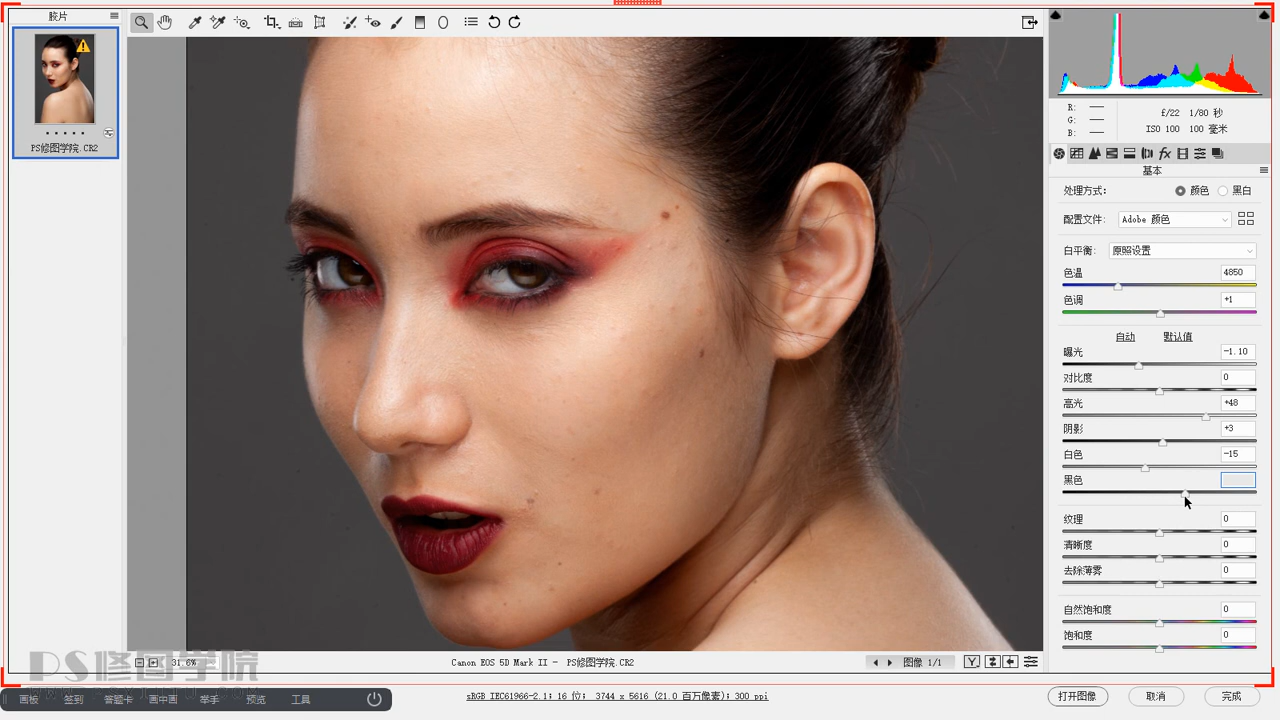 胶片
PS修图学院.CR2
R:
G:
B:
f/22 1/80 秒
ISO 100 100 毫米
基本
处理方式: 颜色 黑白
配置文件: Adobe 颜色
白平衡: 原照设置
色温 4850
色调 +1
自动 默认值
曝光 -1.10
对比度 0
高光 +48
阴影 +3
白色 -15
黑色
纹理 0
清晰度 0
去除薄雾 0
自然饱和度 0
饱和度 0
31.6% Canon EOS 5D Mark II - PS修图学院.CR2 图像 1/1 Y
PS修图学院
画板 签到 答题卡 画中画 举手 预览 工具
sRGB IEC61966-2.1; 16 位; 3744 x 5616 (21.0 百万像素); 300 ppi
打开图像 取消 完成